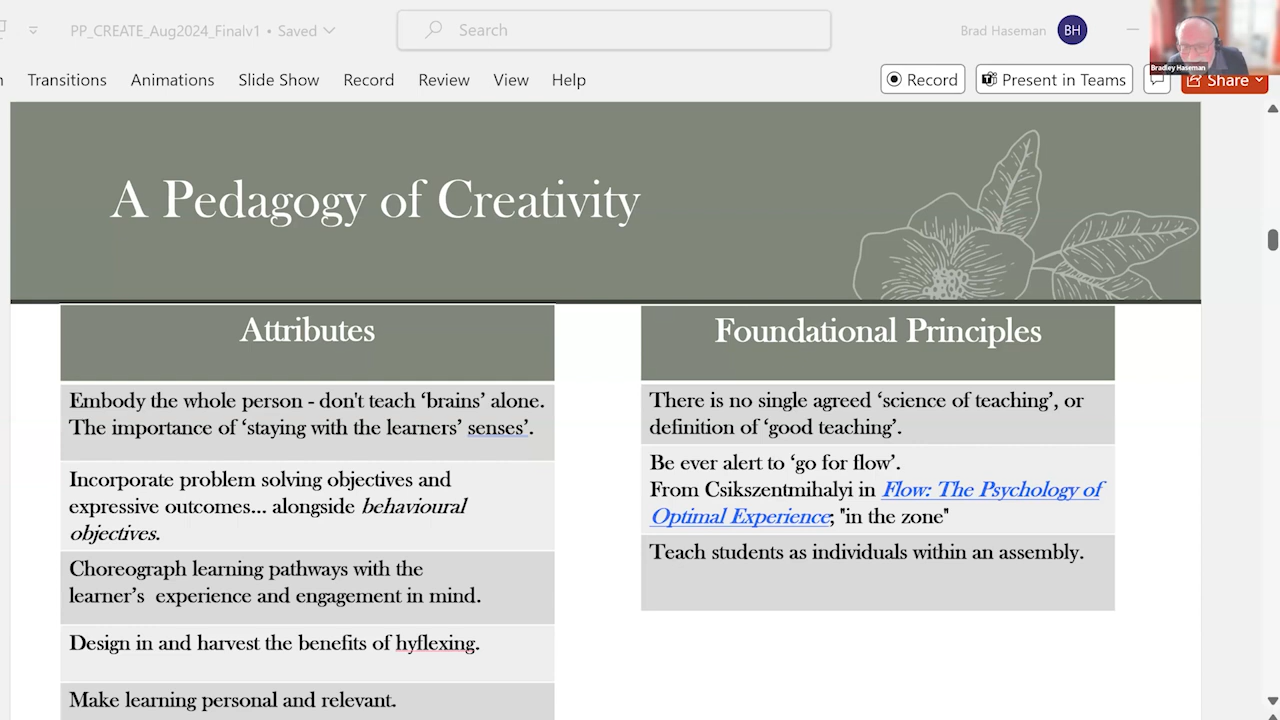 PP_CREATE_Aug2024_Finalv1 • Saved
Search
Brad Haseman
BH
Bradley Haseman
n
Transitions
Animations
Slide Show
Record
Review
View
Help
Record
Present in Teams
Share
A Pedagogy of Creativity
Attributes
Embody the whole person - don't teach ‘brains’ alone.
The importance of ‘staying with the learners’ senses’.
Incorporate problem solving objectives and
expressive outcomes... alongside behavioural
objectives.
Choreograph learning pathways with the
learner’s experience and engagement in mind.
Design in and harvest the benefits of hyflexing.
Make learning personal and relevant.
Foundational Principles
There is no single agreed ‘science of teaching’, or
definition of ‘good teaching’.
Be ever alert to ‘go for flow’.
From Csikszentmihalyi in Flow: The Psychology of
Optimal Experience; "in the zone"
Teach students as individuals within an assembly.